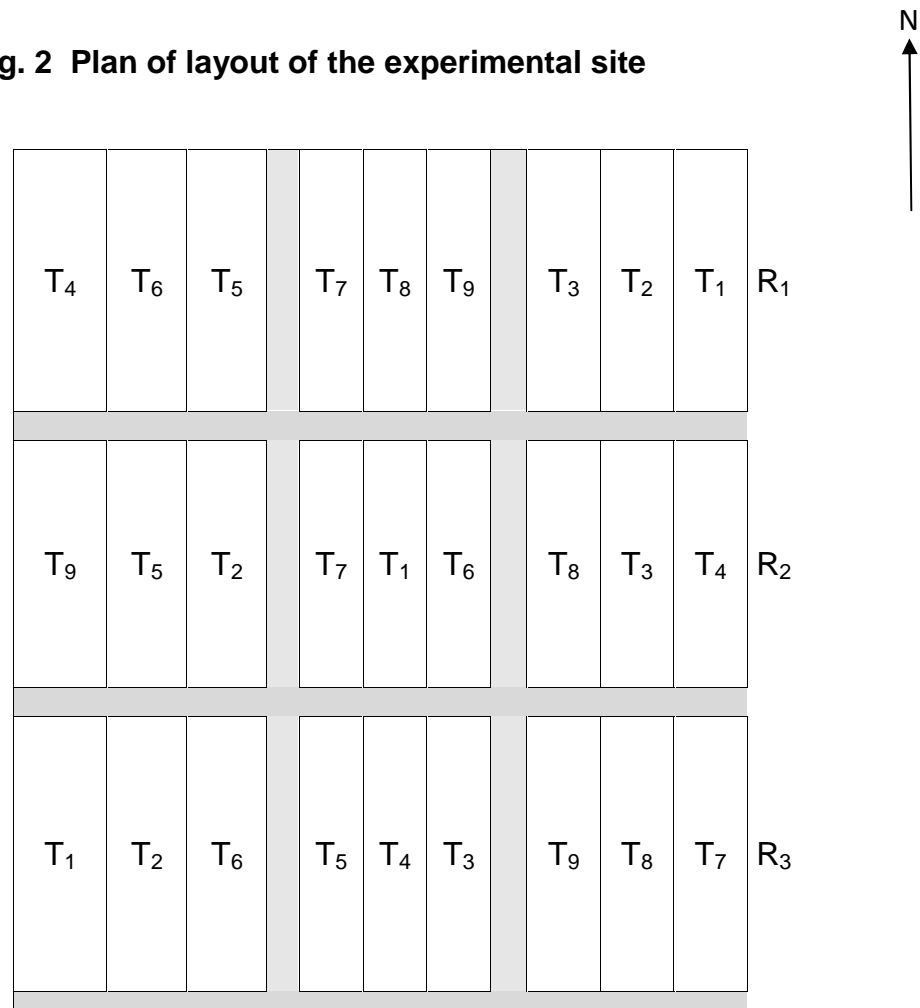 N
g. 2 Plan of layout of the experimental site
T₄ T₆ T₅ T₇ T₈ T₉ T₃ T₂ T₁ R₁
T₉ T₅ T₂ T₇ T₁ T₆ T₈ T₃ T₄ R₂
T₁ T₂ T₆ T₅ T₄ T₃ T₉ T₈ T₇ R₃